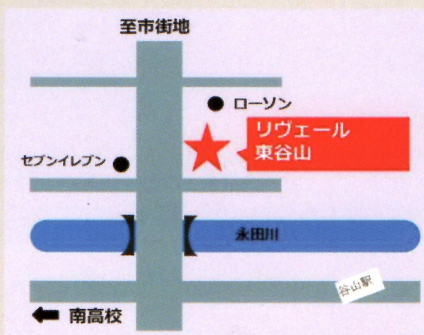 至市街地
ローソン
リヴェール
東谷山
セブンイレブン
永田川
谷山駅
南高校